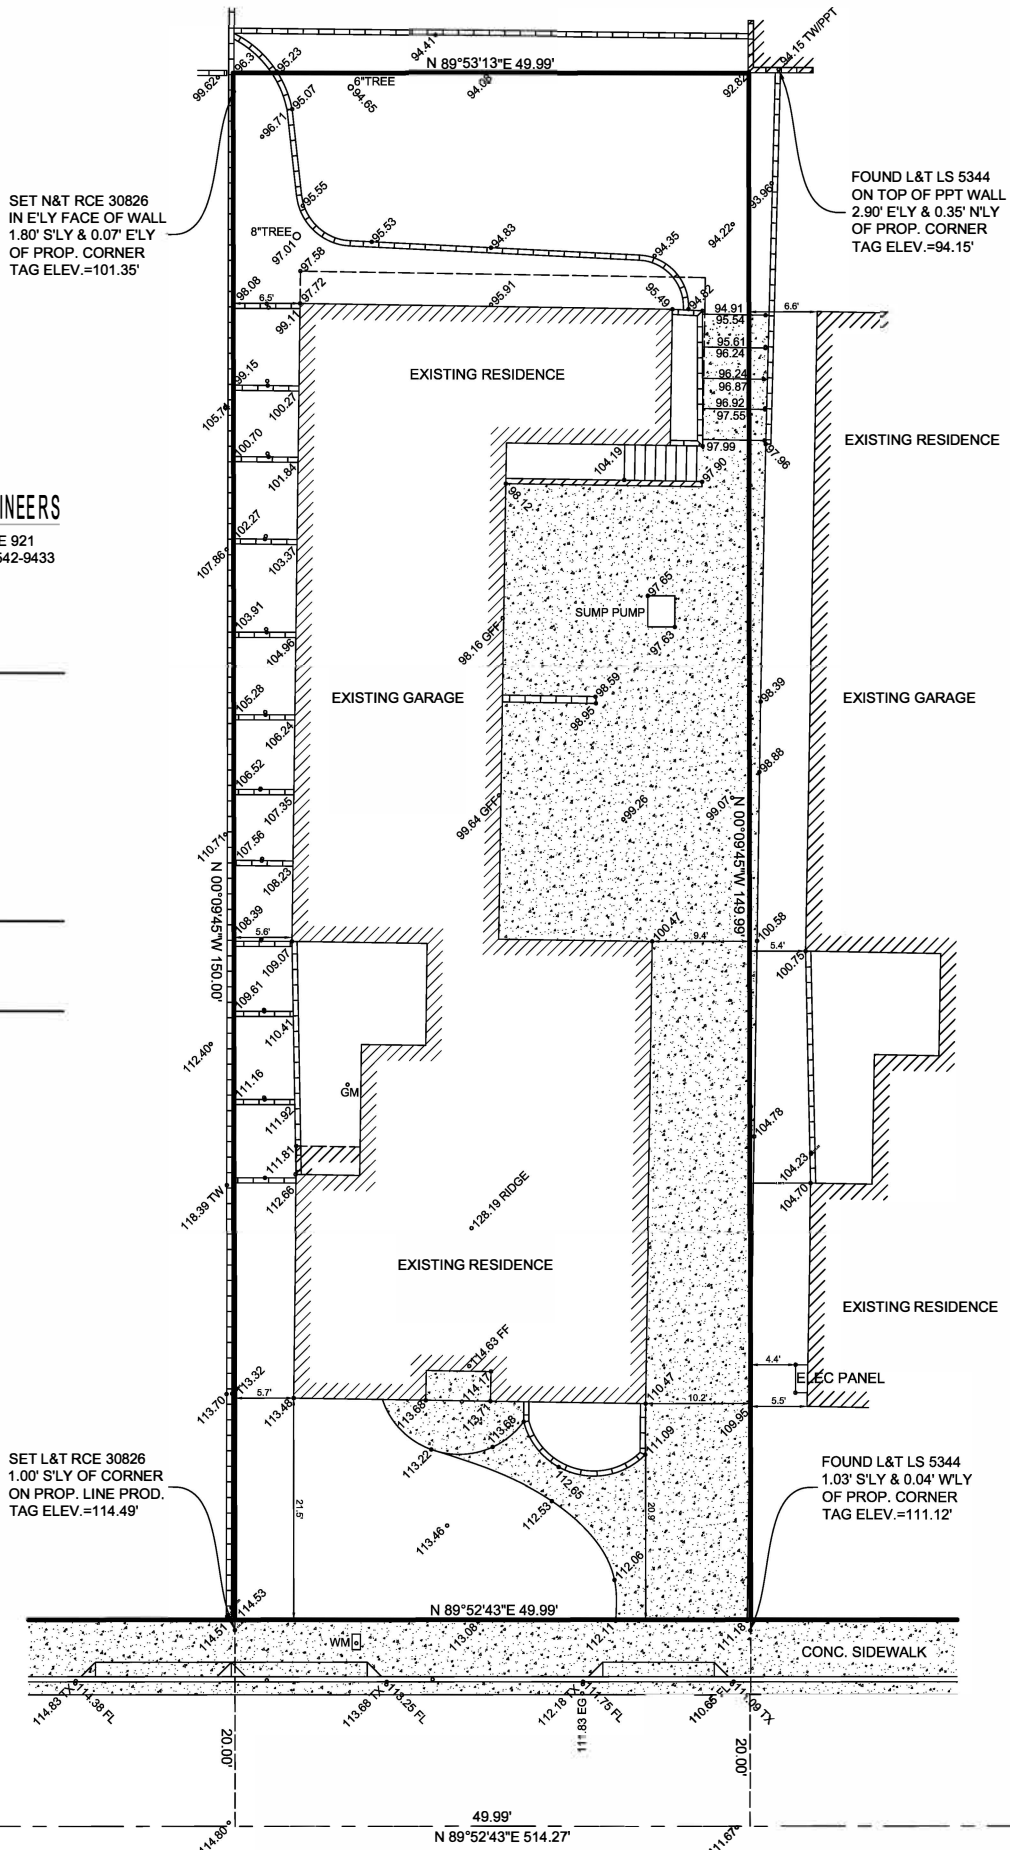 94.15 TW/PPT
94.41
N 89°53'13"E 49.99'
99.62
96.3
95.23
6"TREE
94.65
94.08
92.82
95.07
96.71
SET N&T RCE 30826
IN E'LY FACE OF WALL
1.80' S'LY & 0.07' E'LY
OF PROP. CORNER
TAG ELEV.=101.35'
FOUND L&T LS 5344
ON TOP OF PPT WALL
2.90' E'LY & 0.35' N'LY
OF PROP. CORNER
TAG ELEV.=94.15'
93.96
95.55
8"TREE
97.01
97.58
95.53
94.83
94.35
94.22
98.08
6.5'
97.72
99.11
95.91
95.49
94.82
94.91
95.54
6.6'
95.61
96.24
EXISTING RESIDENCE
99.15
100.27
96.24
96.87
105.74
96.92
97.55
100.70
101.84
104.19
97.99
97.96
EXISTING RESIDENCE
97.90
98.12
INEERS
E 921
542-9433
102.27
107.86
103.37
97.65
SUMP PUMP
97.63
103.91
104.96
98.16 GFF
105.28
106.24
EXISTING GARAGE
98.59
98.95
98.39
EXISTING GARAGE
106.52
107.35
98.88
99.64 GFF
99.26
99.07
N 00°09'45"W 149.99'
110.71
107.56
108.23
N 00°09'45"W 150.00'
108.39
5.6'
109.07
100.47
9.4'
100.58
5.4'
100.75
109.61
110.41
112.40
GM
111.16
111.92
104.78
111.81
104.23
118.39 TW
112.66
104.70
128.19 RIDGE
EXISTING RESIDENCE
EXISTING RESIDENCE
114.63 FF
4.4'
ELEC PANEL
113.70
113.32
5.7'
113.48
113.68
114.17
113.71
113.68
110.47
10.2'
109.95
5.5'
113.22
111.09
112.65
SET L&T RCE 30826
1.00' S'LY OF CORNER
ON PROP. LINE PROD.
TAG ELEV.=114.49'
FOUND L&T LS 5344
1.03' S'LY & 0.04' W'LY
OF PROP. CORNER
TAG ELEV.=111.12'
21.5'
112.53
20.9'
113.46
112.06
114.53
N 89°52'43"E 49.99'
114.51
WM
113.08
112.11
111.18
CONC. SIDEWALK
114.83 TX
114.38 FL
113.68 TX
113.25 FL
112.18 TX
111.75 FL
111.83 EG
110.65 FL
111.09 TX
20.00'
20.00'
49.99'
114.80
N 89°52'43"E 514.27'
111.67